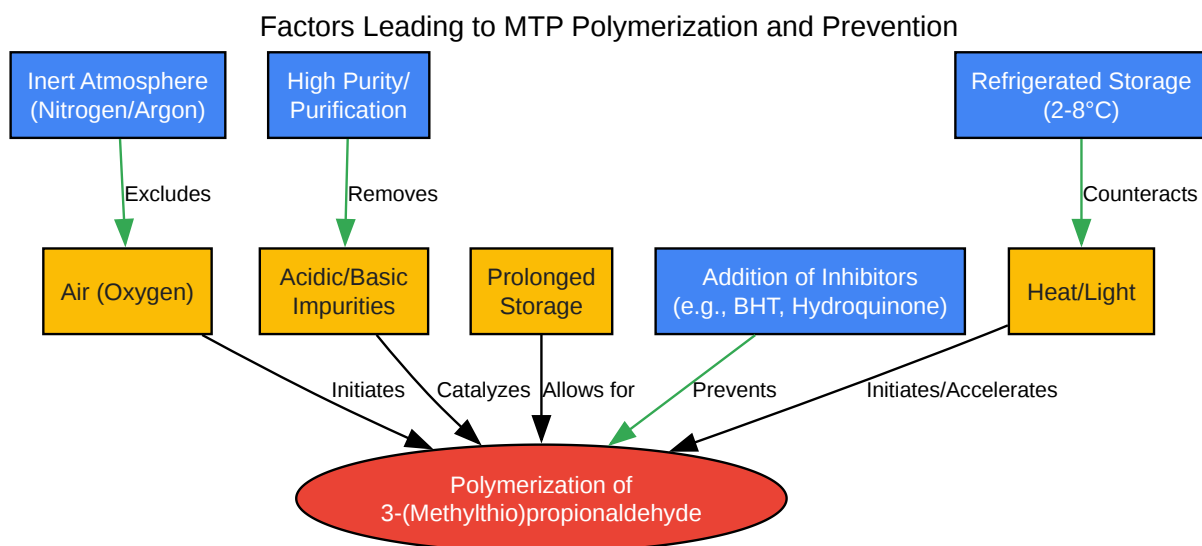 Factors Leading to MTP Polymerization and Prevention
Inert Atmosphere
(Nitrogen/Argon)
High Purity/
Purification
Refrigerated Storage
(2-8°C)
Excludes
Removes
Counteracts
Air (Oxygen)
Acidic/Basic
Impurities
Prolonged
Storage
Addition of Inhibitors
(e.g., BHT, Hydroquinone)
Heat/Light
Initiates
Catalyzes
Allows for
Prevents
Initiates/Accelerates
Polymerization of
3-(Methylthio)propionaldehyde